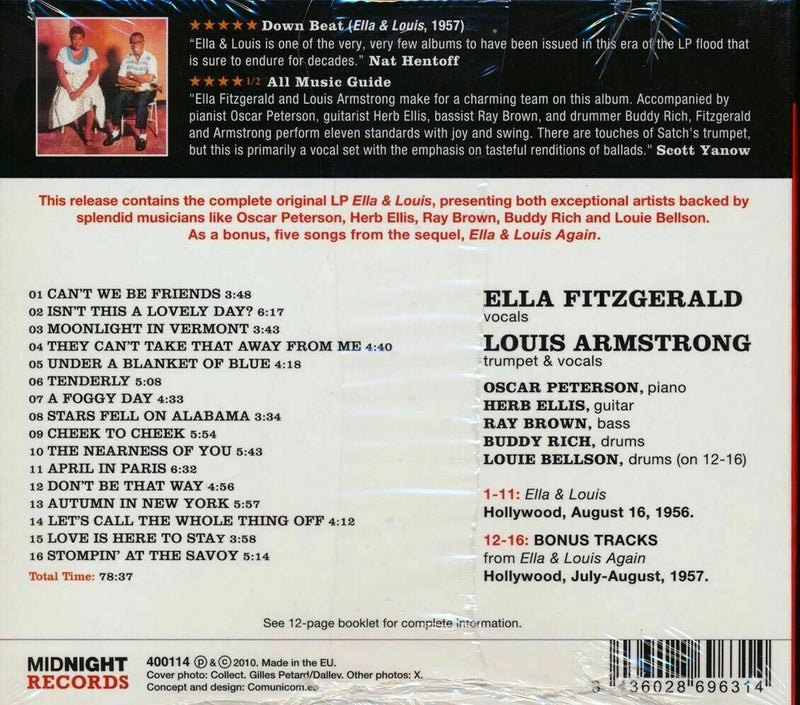 ★★★★★ Down Beat (Ella & Louis, 1957)
"Ella & Louis is one of the very, very few albums to have been issued in this era of the LP flood that
is sure to endure for decades." Nat Hentoff
★★★★1/2 All Music Guide
"Ella Fitzgerald and Louis Armstrong make for a charming team on this album. Accompanied by
pianist Oscar Peterson, guitarist Herb Ellis, bassist Ray Brown, and drummer Buddy Rich, Fitzgerald
and Armstrong perform eleven standards with joy and swing. There are touches of Satch's trumpet,
but this is primarily a vocal set with the emphasis on tasteful renditions of ballads." Scott Yanow
This release contains the complete original LP Ella & Louis, presenting both exceptional artists backed by
splendid musicians like Oscar Peterson, Herb Ellis, Ray Brown, Buddy Rich and Louie Bellson.
As a bonus, five songs from the sequel, Ella & Louis Again.
01 CAN'T WE BE FRIENDS 3:48
02 ISN'T THIS A LOVELY DAY? 6:17
03 MOONLIGHT IN VERMONT 3:43
04 THEY CAN'T TAKE THAT AWAY FROM ME 4:40
05 UNDER A BLANKET OF BLUE 4:18
06 TENDERLY 5:08
07 A FOGGY DAY 4:33
08 STARS FELL ON ALABAMA 3:34
09 CHEEK TO CHEEK 5:54
10 THE NEARNESS OF YOU 5:43
11 APRIL IN PARIS 6:32
12 DON'T BE THAT WAY 4:56
13 AUTUMN IN NEW YORK 5:57
14 LET'S CALL THE WHOLE THING OFF 4:12
15 LOVE IS HERE TO STAY 3:58
16 STOMPIN' AT THE SAVOY 5:14
Total Time: 78:37
ELLA FITZGERALD
vocals
LOUIS ARMSTRONG
trumpet & vocals
OSCAR PETERSON, piano
HERB ELLIS, guitar
RAY BROWN, bass
BUDDY RICH, drums
LOUIE BELLSON, drums (on 12-16)
1-11: Ella & Louis
Hollywood, August 16, 1956.
12-16: BONUS TRACKS
from Ella & Louis Again
Hollywood, July-August, 1957.
See 12-page booklet for complete information.
MIDNIGHT
RECORDS
400114 ℗ & © 2010. Made in the EU.
Cover photo: Collect. Gilles Petard/Dallev. Other photos: X.
Concept and design: Comunicom.e.
8 436028 696314